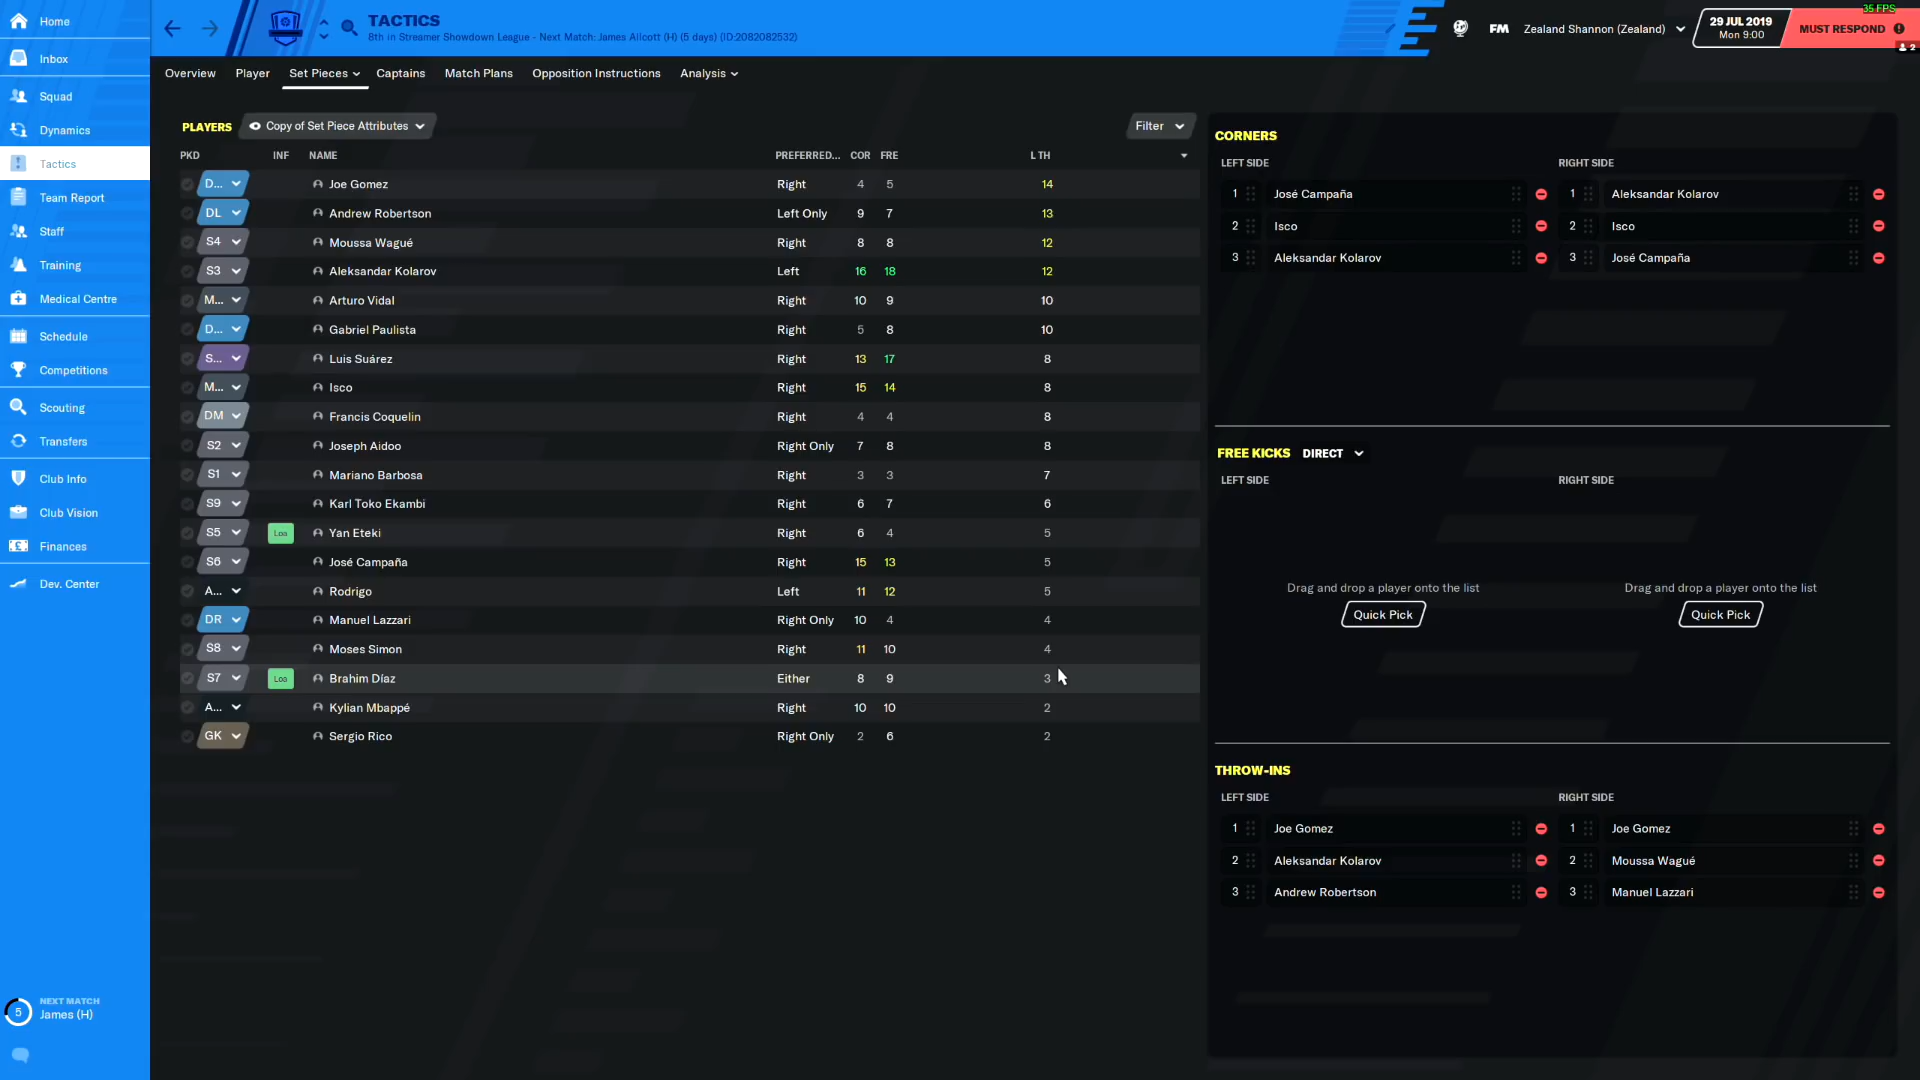 35 FPS
Home
TACTICS
8th in Streamer Showdown League - Next Match: James Allcott (H) (5 days) (ID:2082082532)
FM
Zealand Shannon (Zealand)
29 JUL 2019
Mon 9:00
MUST RESPOND
2
Inbox
Squad
Dynamics
Tactics
Team Report
Staff
Training
Medical Centre
Schedule
Competitions
Scouting
Transfers
Club Info
Club Vision
Finances
Dev. Center
NEXT MATCH
5 James (H)
Overview Player Set Pieces Captains Match Plans Opposition Instructions Analysis
PLAYERS Copy of Set Piece Attributes Filter
PKD INF NAME PREFERRED... COR FRE L TH
D... Joe Gomez Right 4 5 14
DL Andrew Robertson Left Only 9 7 13
S4 Moussa Wagué Right 8 8 12
S3 Aleksandar Kolarov Left 16 18 12
M... Arturo Vidal Right 10 9 10
D... Gabriel Paulista Right 5 8 10
S... Luis Suárez Right 13 17 8
M... Isco Right 15 14 8
DM Francis Coquelin Right 4 4 8
S2 Joseph Aidoo Right Only 7 8 8
S1 Mariano Barbosa Right 3 3 7
S9 Karl Toko Ekambi Right 6 7 6
S5 Loa Yan Eteki Right 6 4 5
S6 José Campaña Right 15 13 5
A... Rodrigo Left 11 12 5
DR Manuel Lazzari Right Only 10 4 4
S8 Moses Simon Right 11 10 4
S7 Loa Brahim Díaz Either 8 9 3
A... Kylian Mbappé Right 10 10 2
GK Sergio Rico Right Only 2 6 2
CORNERS
LEFT SIDE RIGHT SIDE
1 José Campaña 1 Aleksandar Kolarov
2 Isco 2 Isco
3 Aleksandar Kolarov 3 José Campaña
FREE KICKS DIRECT
LEFT SIDE RIGHT SIDE
Drag and drop a player onto the list Drag and drop a player onto the list
Quick Pick Quick Pick
THROW-INS
LEFT SIDE RIGHT SIDE
1 Joe Gomez 1 Joe Gomez
2 Aleksandar Kolarov 2 Moussa Wagué
3 Andrew Robertson 3 Manuel Lazzari